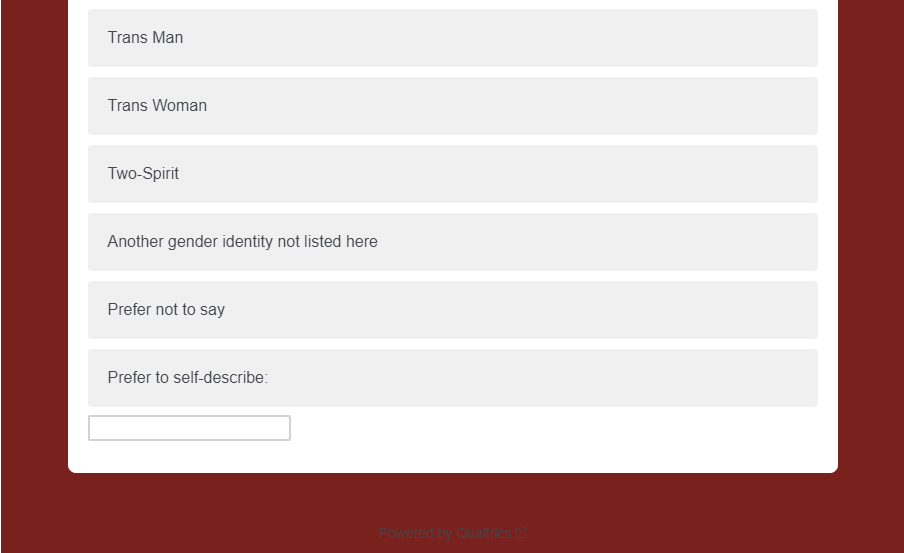 Trans Man
Trans Woman
Two-Spirit
Another gender identity not listed here
Prefer not to say
Prefer to self-describe:
Powered by Qualtrics